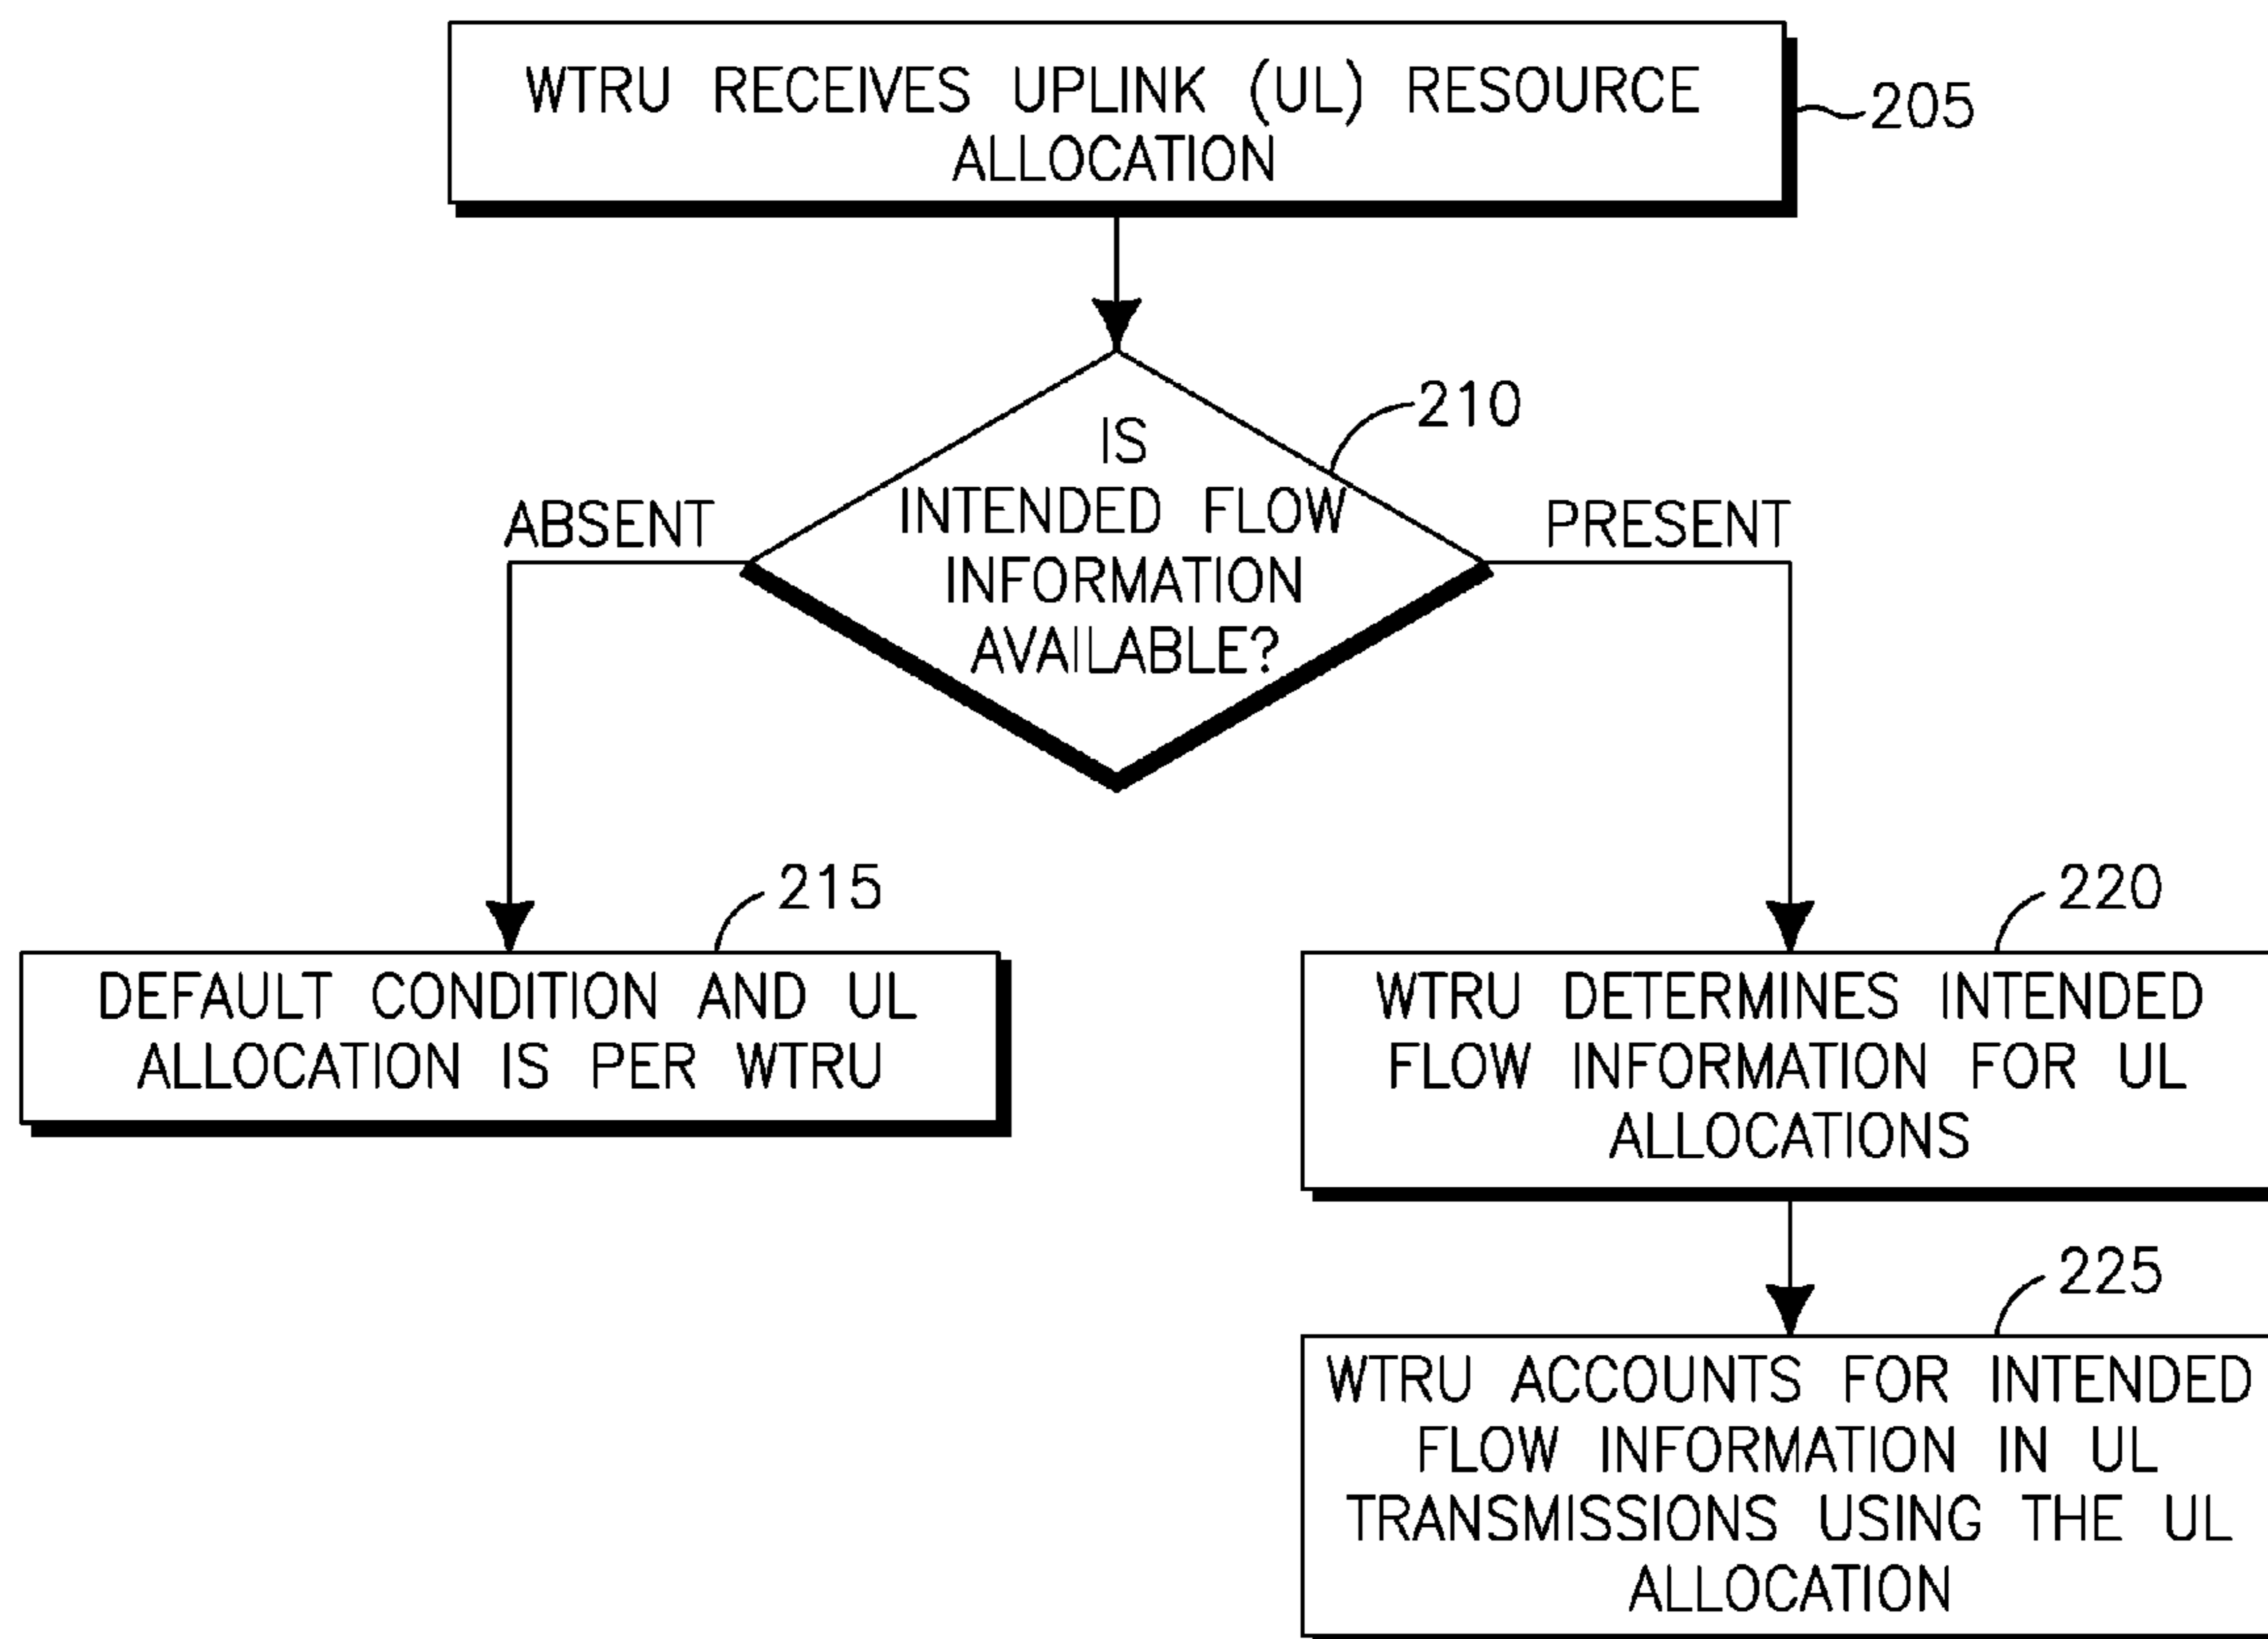 WTRU RECEIVES UPLINK (UL) RESOURCE
ALLOCATION
205
210
IS
INTENDED FLOW
INFORMATION
AVAILABLE?
ABSENT
PRESENT
215
DEFAULT CONDITION AND UL
ALLOCATION IS PER WTRU
220
WTRU DETERMINES INTENDED
FLOW INFORMATION FOR UL
ALLOCATIONS
225
WTRU ACCOUNTS FOR INTENDED
FLOW INFORMATION IN UL
TRANSMISSIONS USING THE UL
ALLOCATION